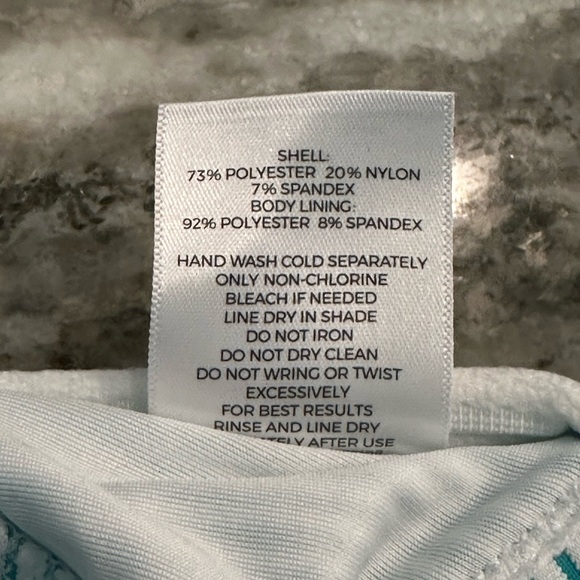 SHELL:
73% POLYESTER 20% NYLON
7% SPANDEX
BODY LINING:
92% POLYESTER 8% SPANDEX
HAND WASH COLD SEPARATELY
ONLY NON-CHLORINE
BLEACH IF NEEDED
LINE DRY IN SHADE
DO NOT IRON
DO NOT DRY CLEAN
DO NOT WRING OR TWIST
EXCESSIVELY
FOR BEST RESULTS
RINSE AND LINE DRY
AFTER USE